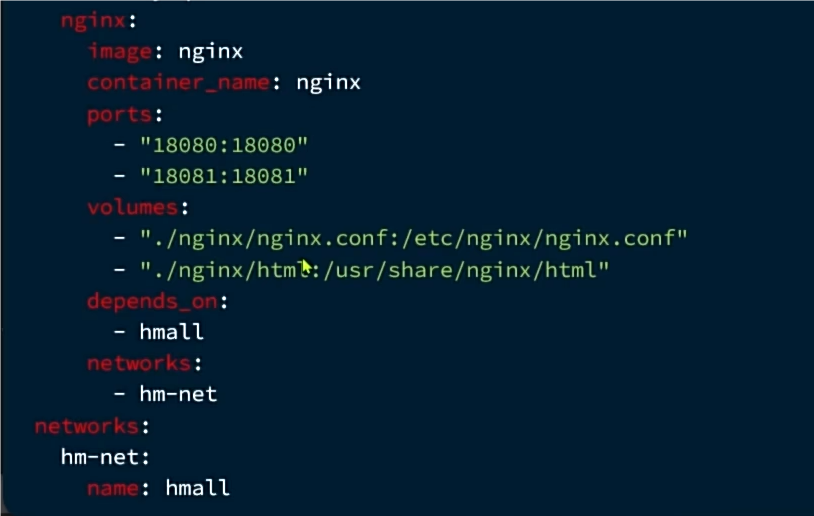 nginx:
image: nginx
container_name: nginx
ports:
- "18080:18080"
- "18081:18081"
volumes:
- "./nginx/nginx.conf:/etc/nginx/nginx.conf"
- "./nginx/html:/usr/share/nginx/html"
depends_on:
- hmall
networks:
- hm-net
networks:
hm-net:
name: hmall